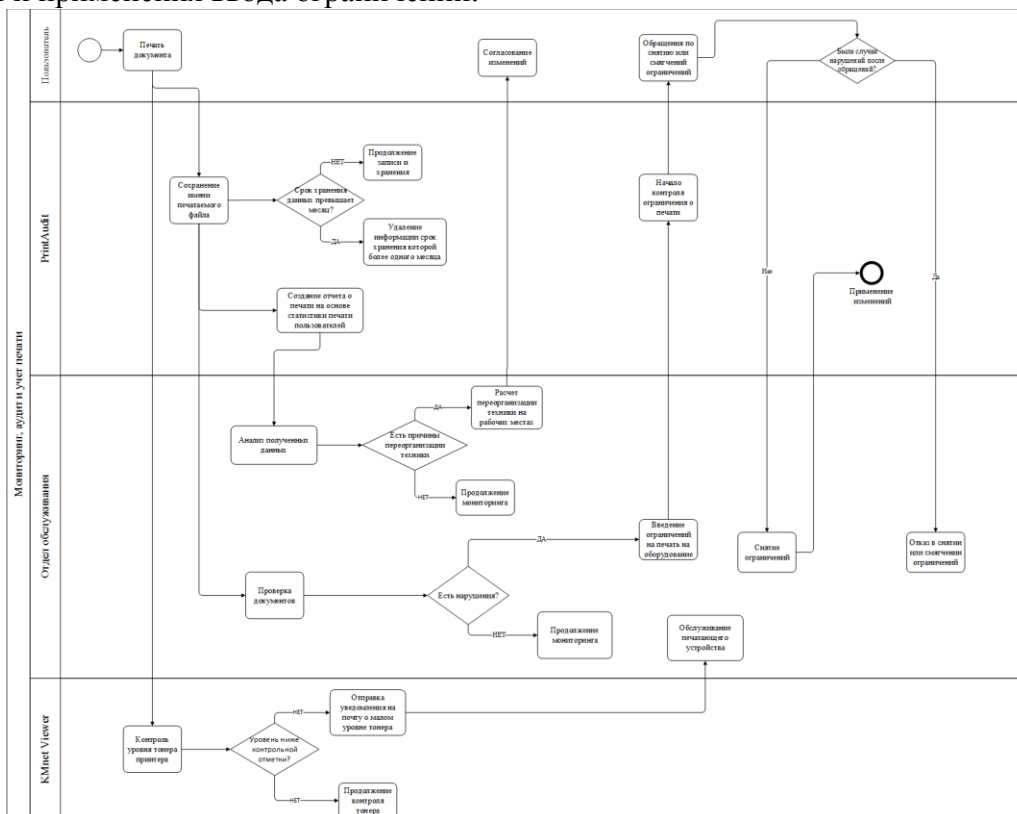 и применения ввода ограничений.
Мониторинг, аудит и учет печати
Пользователь
Печать
документа
Согласование
изменений
Обращения по
снятию или
смягчений
ограничений
Были случаи
нарушений после
обращений?
PrintAudit
Сохранение
имени
печатаемого
файла
Срок хранения
данных превышает
месяц?
НЕТ
Продолжение
записи и
хранения
ДА
Удаление
информации срок
хранения которой
более одного месяца
Создание отчета о
печати на основе
статистики печати
пользователей
Начало
контроля
ограничения о
печати
Нет
Применение
изменений
Да
Отдел обслуживания
Анализ полученных
данных
Есть причины
переорганизации
техники
ДА
Расчет
переорганизации
техники на
рабочих местах
НЕТ
Продолжение
мониторинга
Проверка
документов
Есть нарушения?
ДА
Введение
ограничений
на печать на
оборудование
НЕТ
Продолжение
мониторинга
Снятие
ограничений
Отказ в снятии
или смягчении
ограничений
Обслуживание
печатающего
устройства
KMnet Viewer
Контроль
уровня тонера
принтера
Уровень ниже
контрольной
отметки?
НЕТ
Отправка
уведомления на
почту о малом
уровне тонера
НЕТ
Продолжение
контроля
тонера